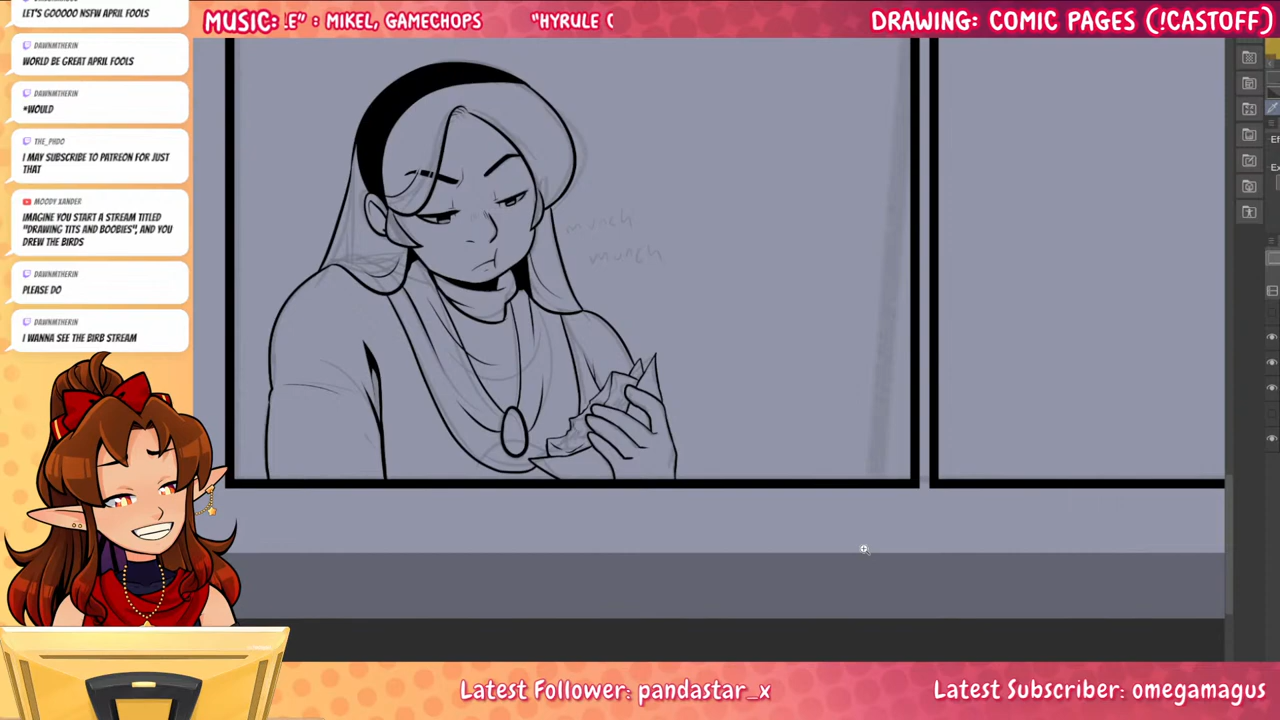 MUSIC: .E" : MIKEL, GAMECHOPS "HYRULE (
DRAWING: COMIC PAGES (!CASTOFF)
LET'S GOOOOO NSFW APRIL FOOLS
DAWNMTHERIN
WORLD BE GREAT APRIL FOOLS
DAWNMTHERIN
*WOULD
THE_PHDO
I MAY SUBSCRIBE TO PATREON FOR JUST
THAT
MOODY XANDER
IMAGINE YOU START A STREAM TITLED
"DRAWING TITS AND BOOBIES", AND YOU
DREW THE BIRDS
DAWNMTHERIN
PLEASE DO
DAWNMTHERIN
I WANNA SEE THE BIRB STREAM
munch
munch
Latest Follower: pandastar_x
Latest Subscriber: omegamagus